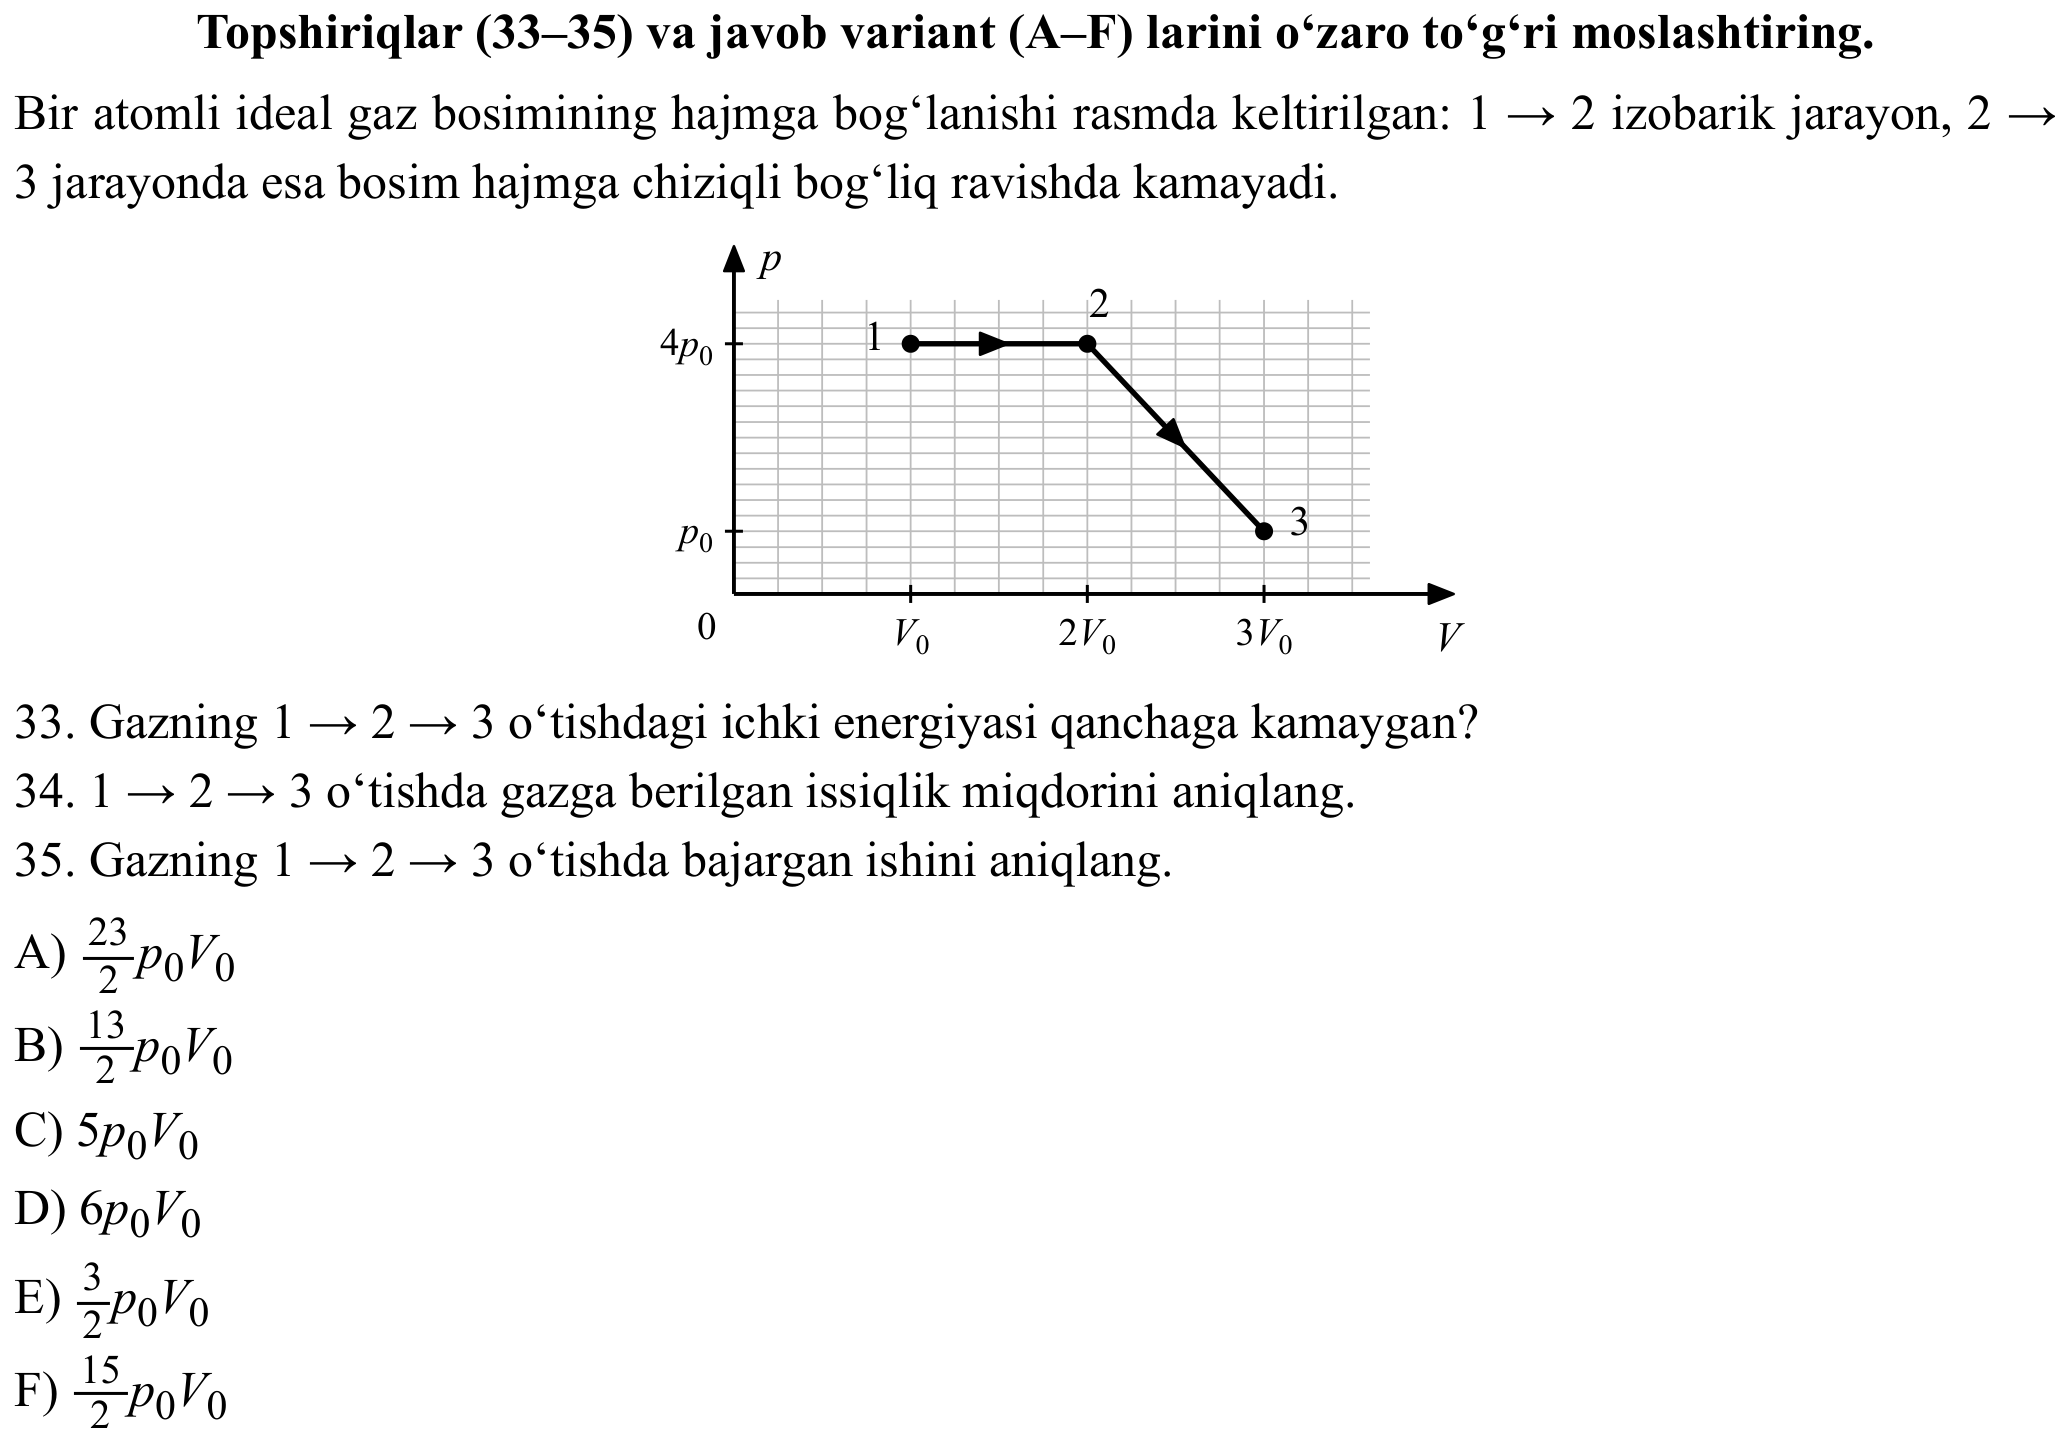 Topshiriqlar (33–35) va javob variant (A–F) larini o‘zaro to‘g‘ri moslashtiring.
Bir atomli ideal gaz bosimining hajmga bog‘lanishi rasmda keltirilgan: 1 → 2 izobarik jarayon, 2 →
3 jarayonda esa bosim hajmga chiziqli bog‘liq ravishda kamayadi.
p
2
1
4p₀
3
p₀
0
V₀ 2V₀ 3V₀ V
33. Gazning 1 → 2 → 3 o‘tishdagi ichki energiyasi qanchaga kamaygan?
34. 1 → 2 → 3 o‘tishda gazga berilgan issiqlik miqdorini aniqlang.
35. Gazning 1 → 2 → 3 o‘tishda bajargan ishini aniqlang.
A) 23/2 p₀V₀
B) 13/2 p₀V₀
C) 5p₀V₀
D) 6p₀V₀
E) 3/2 p₀V₀
F) 15/2 p₀V₀